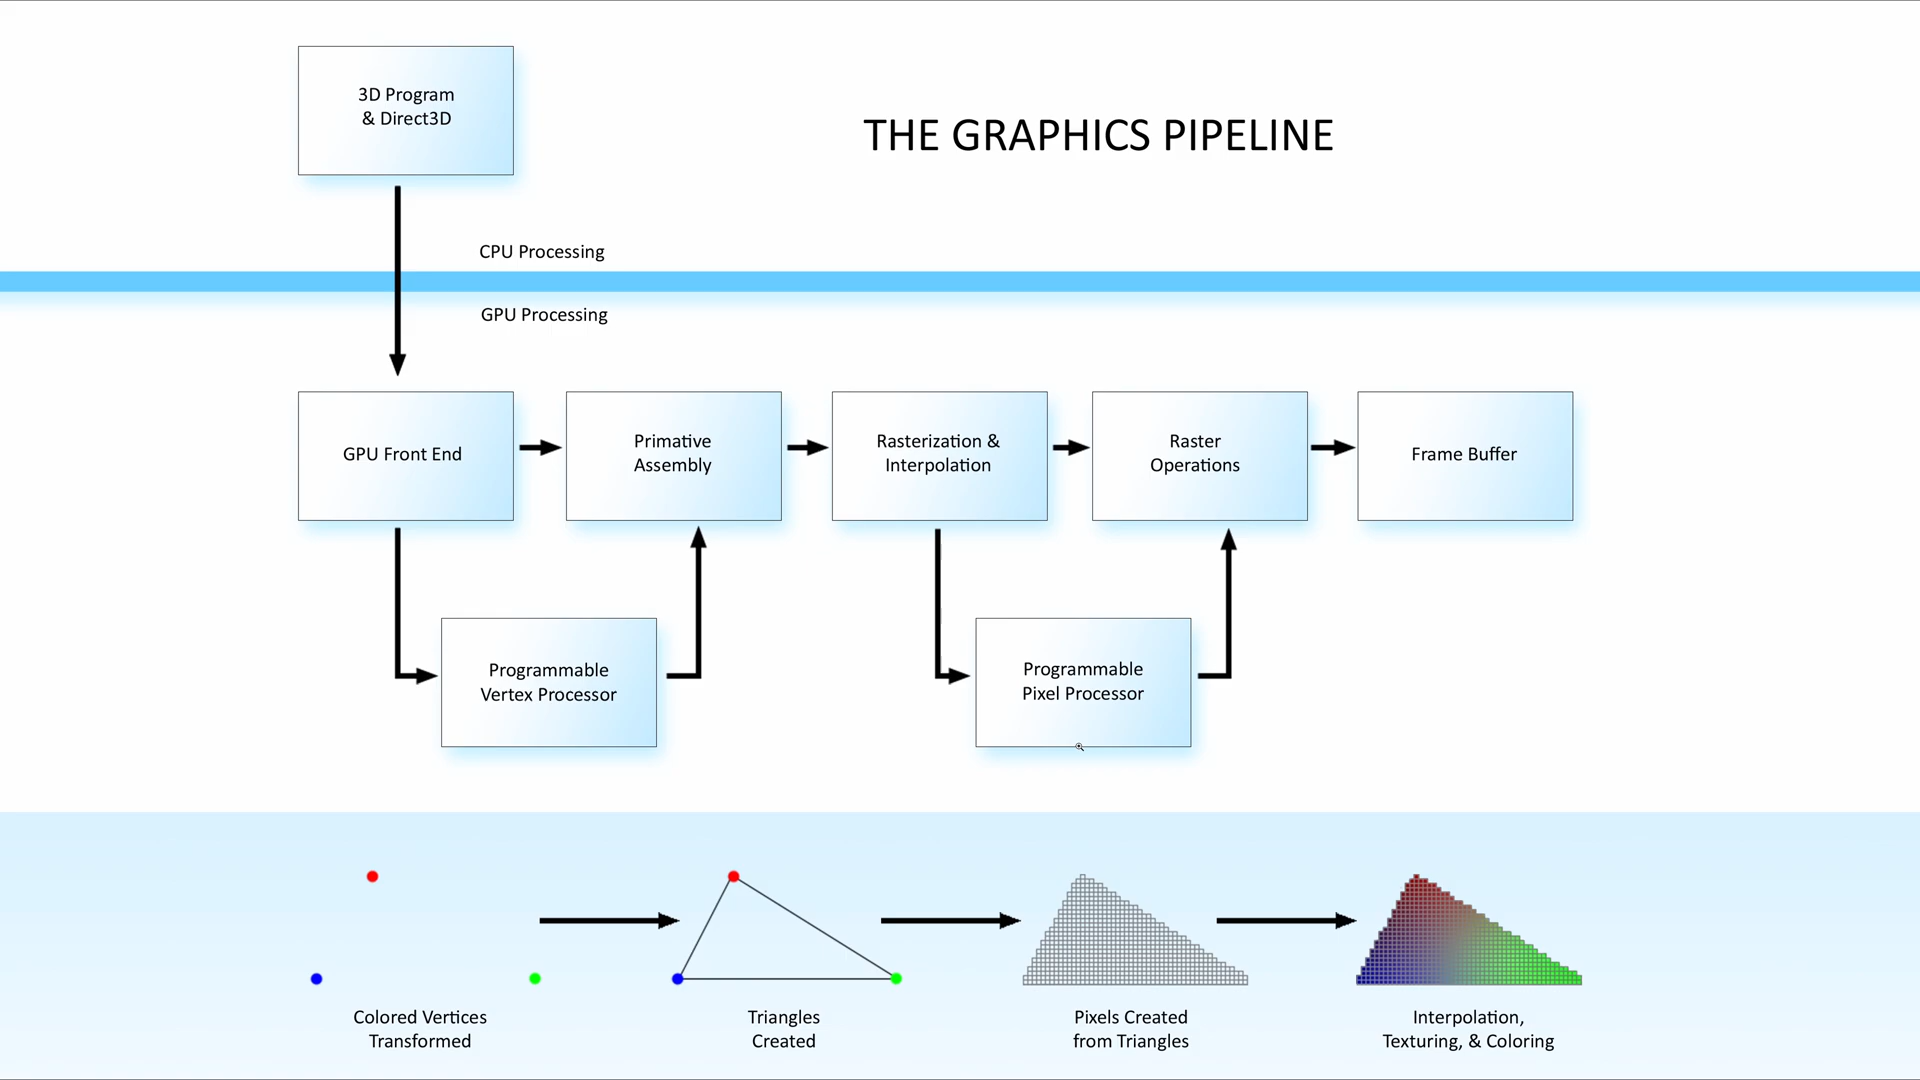 3D Program
& Direct3D
THE GRAPHICS PIPELINE
CPU Processing
GPU Processing
GPU Front End
Primative
Assembly
Rasterization &
Interpolation
Raster
Operations
Frame Buffer
Programmable
Vertex Processor
Programmable
Pixel Processor
Colored Vertices
Transformed
Triangles
Created
Pixels Created
from Triangles
Interpolation,
Texturing, & Coloring